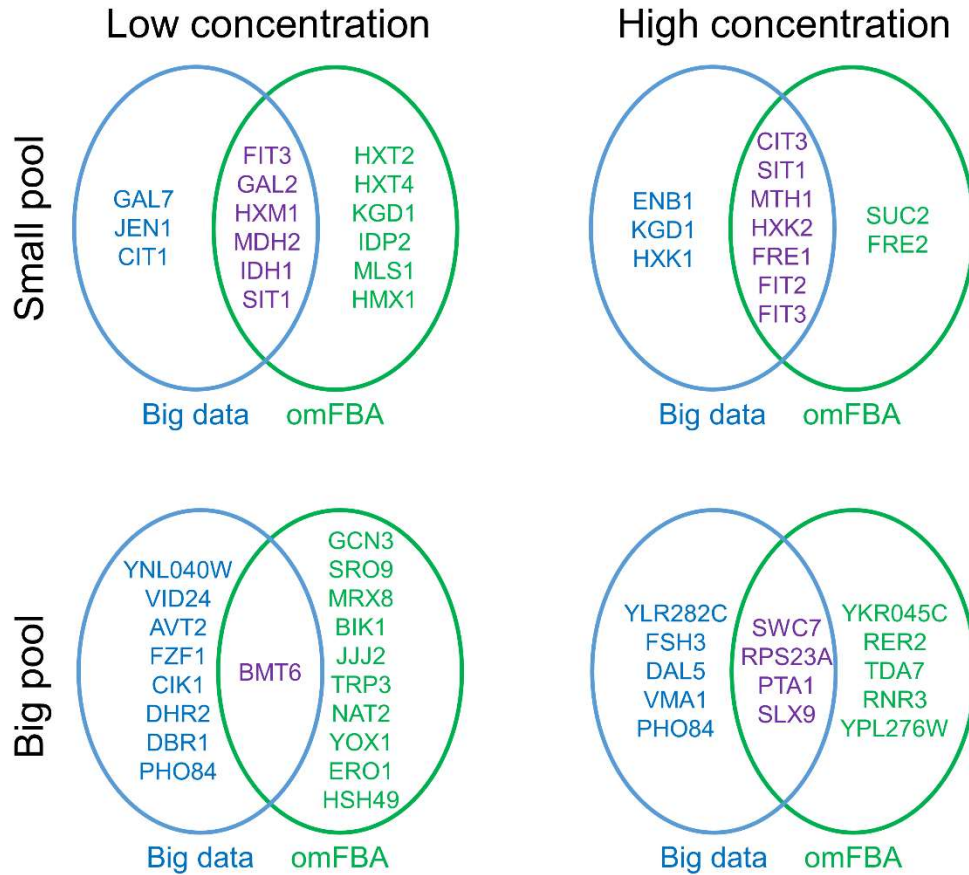 Low concentration
High concentration
Small pool
GAL7
JEN1
CIT1
FIT3
GAL2
HXM1
MDH2
IDH1
SIT1
HXT2
HXT4
KGD1
IDP2
MLS1
HMX1
Big data
omFBA
ENB1
KGD1
HXK1
CIT3
SIT1
MTH1
HXK2
FRE1
FIT2
FIT3
SUC2
FRE2
Big data
omFBA
Big pool
YNL040W
VID24
AVT2
FZF1
CIK1
DHR2
DBR1
PHO84
BMT6
GCN3
SRO9
MRX8
BIK1
JJJ2
TRP3
NAT2
YOX1
ERO1
HSH49
Big data
omFBA
YLR282C
FSH3
DAL5
VMA1
PHO84
SWC7
RPS23A
PTA1
SLX9
YKR045C
RER2
TDA7
RNR3
YPL276W
Big data
omFBA